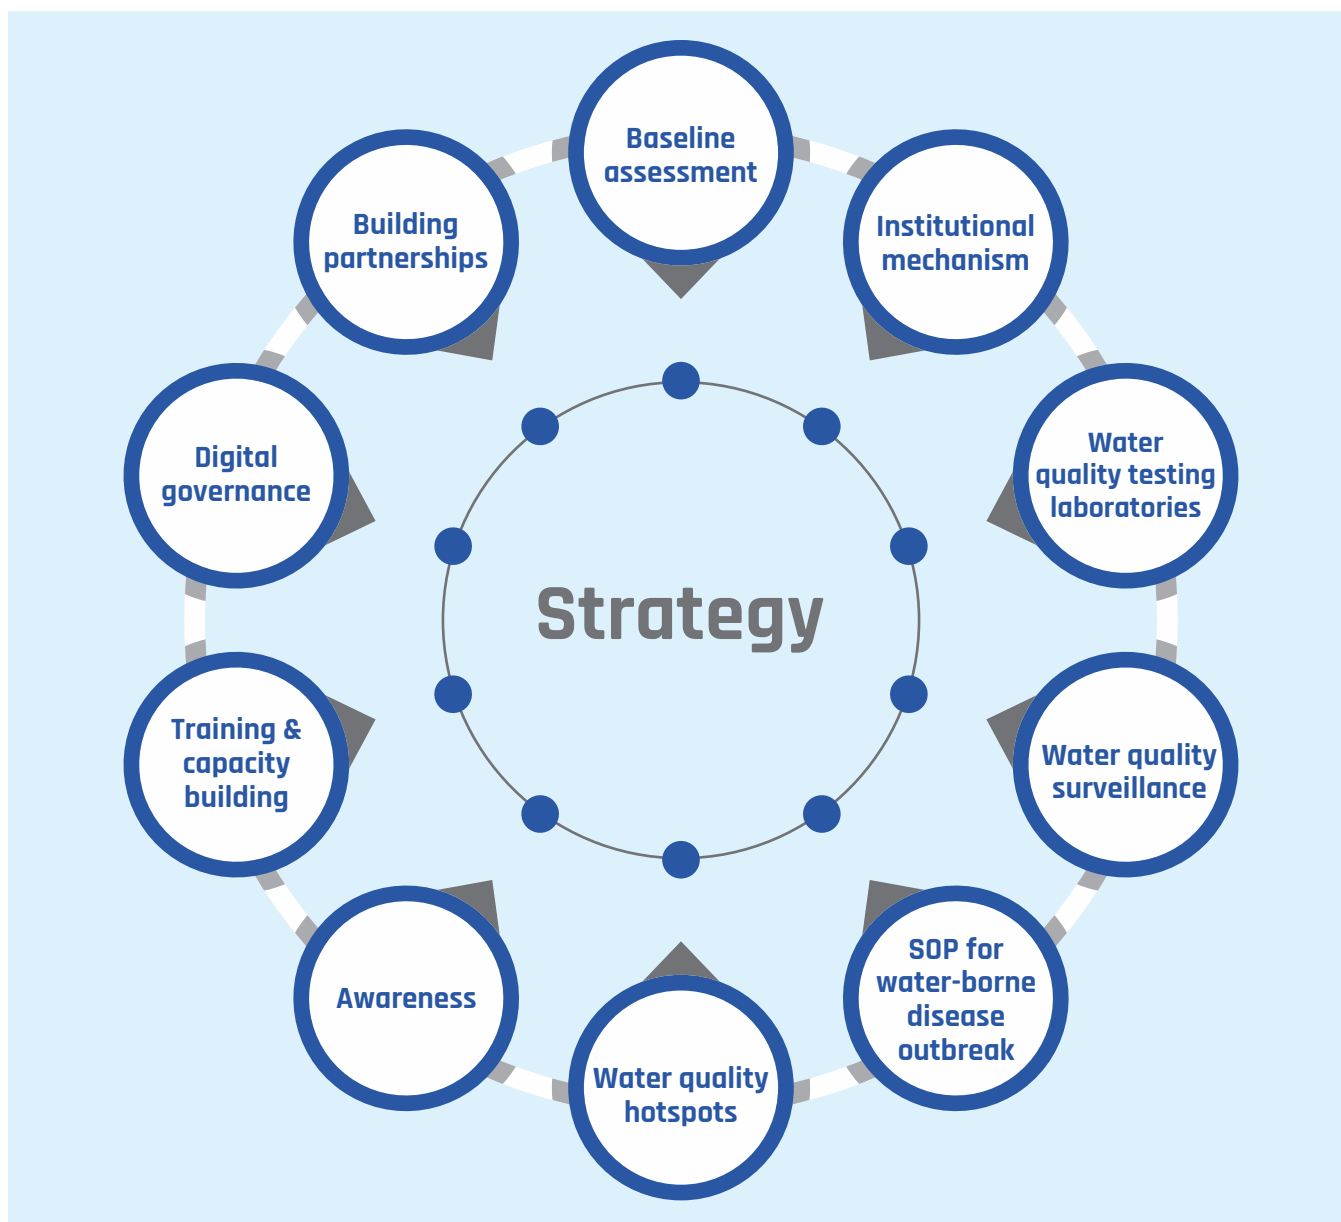 Baseline
assessment
Institutional
mechanism
Water
quality testing
laboratories
Water quality
surveillance
SOP for
water-borne
disease
outbreak
Water quality
hotspots
Awareness
Training &
capacity
building
Digital
governance
Building
partnerships
Strategy